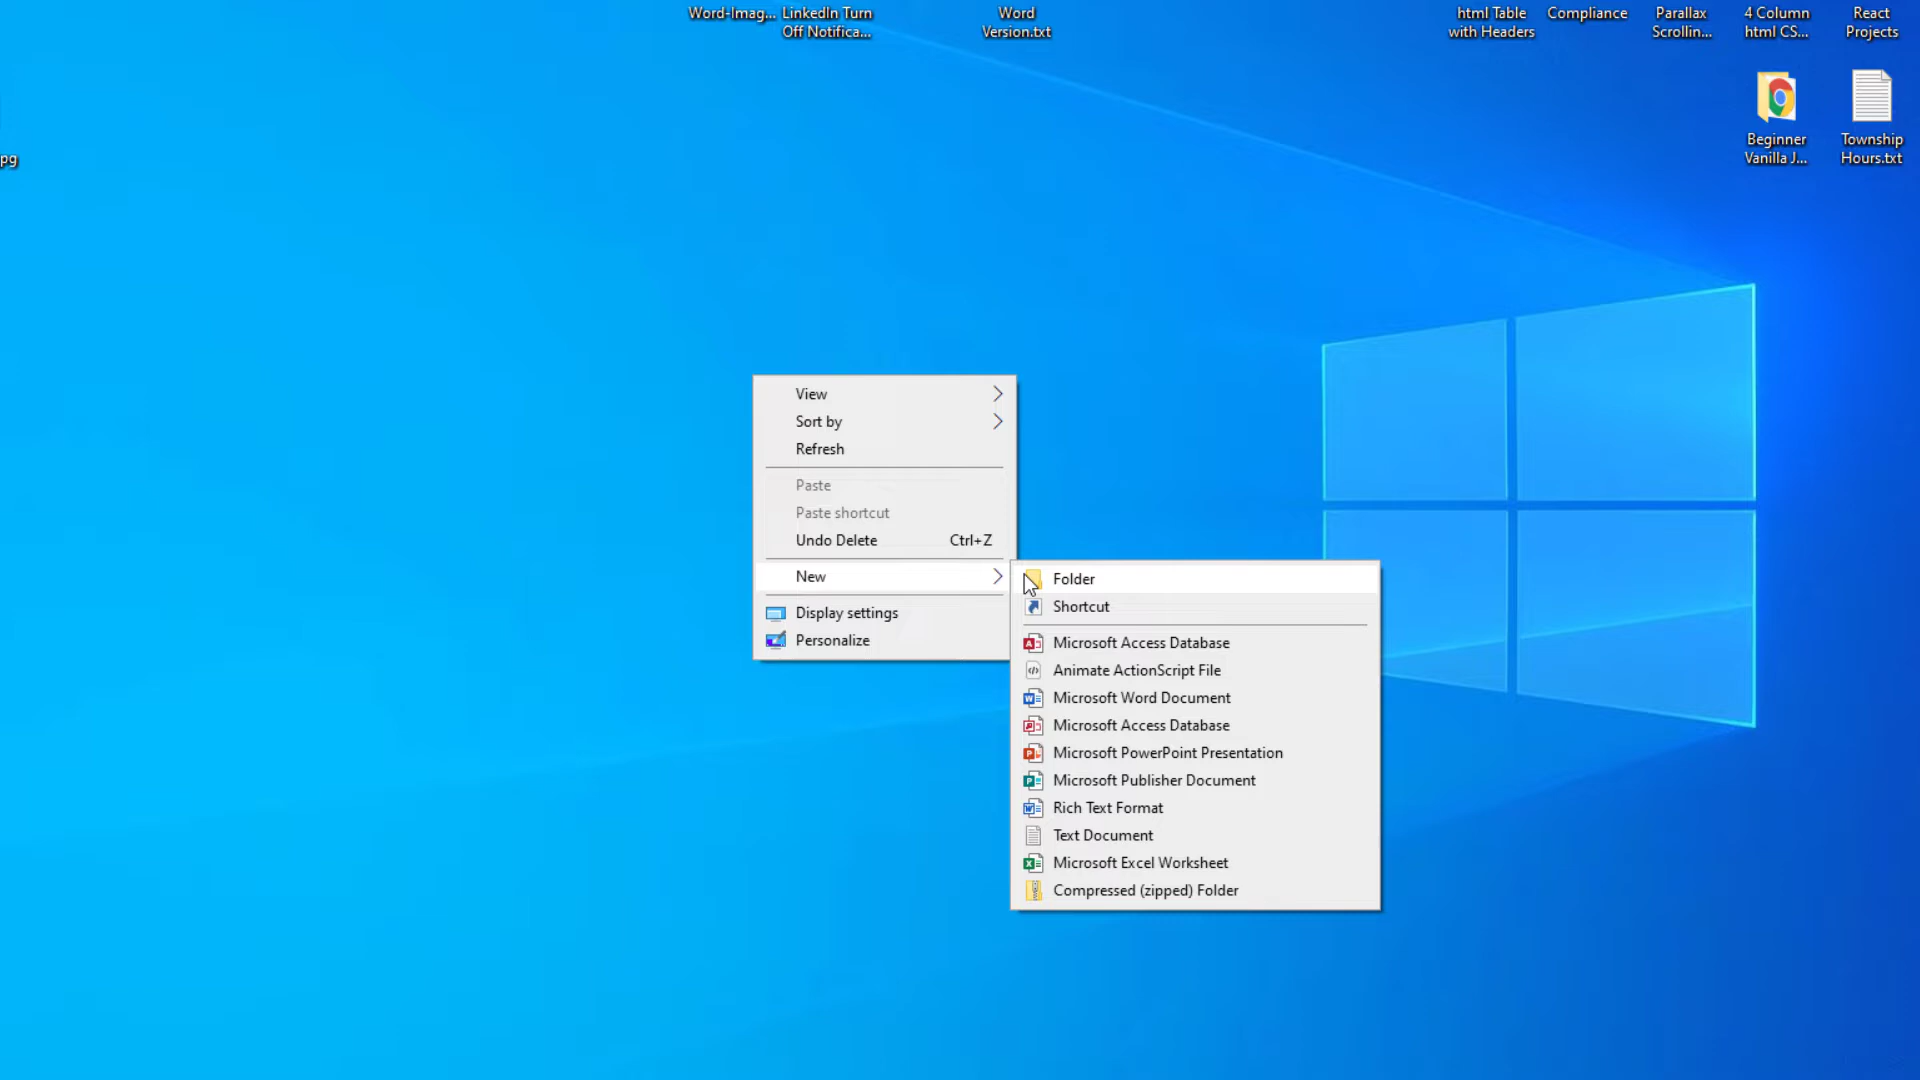 Word-Imag...
LinkedIn Turn
Off Notifica...
Word
Version.txt
html Table
with Headers
Compliance
Parallax
Scrollin...
4 Column
html CS...
React
Projects
Beginner
Vanilla J...
Township
Hours.txt
pg
View
Sort by
Refresh
Paste
Paste shortcut
Undo Delete Ctrl+Z
New
Display settings
Personalize
Folder
Shortcut
Microsoft Access Database
Animate ActionScript File
Microsoft Word Document
Microsoft Access Database
Microsoft PowerPoint Presentation
Microsoft Publisher Document
Rich Text Format
Text Document
Microsoft Excel Worksheet
Compressed (zipped) Folder